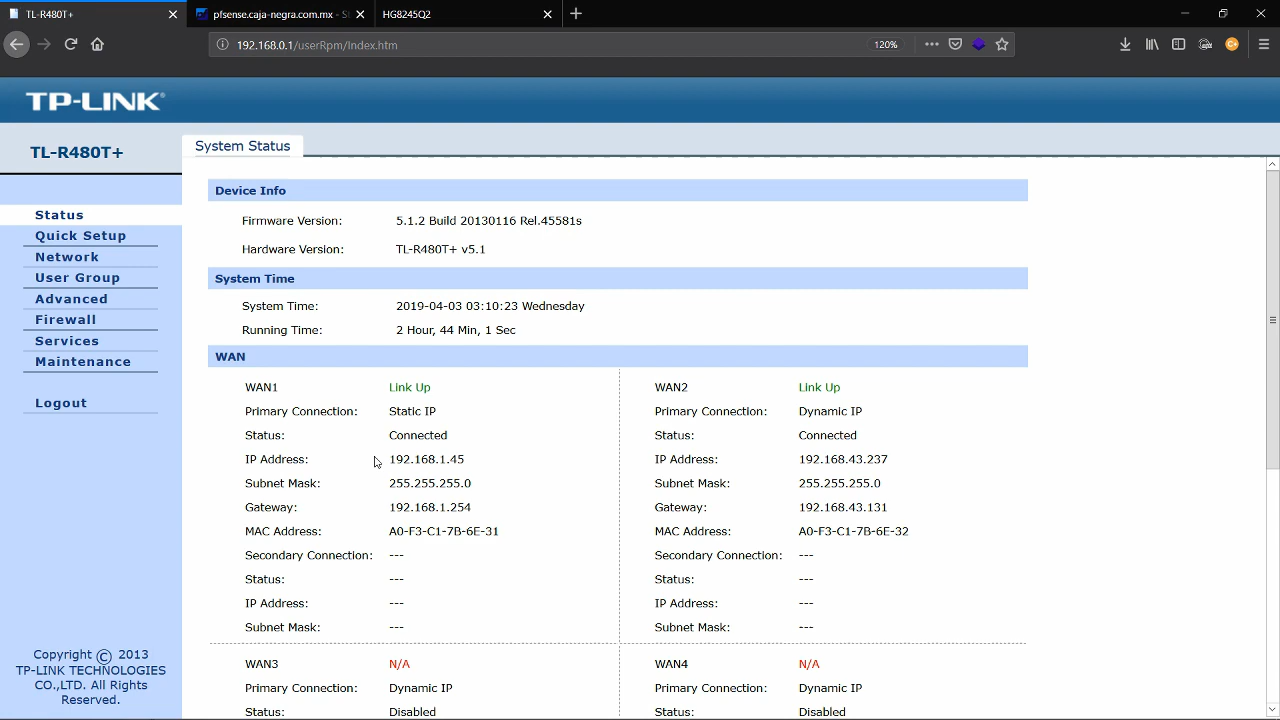 TL-R480T+
pfsense.caja-negra.com.mx - St
HG8245Q2
192.168.0.1/userRpm/Index.htm
120%
TP-LINK®
TL-R480T+
System Status
Status
Quick Setup
Network
User Group
Advanced
Firewall
Services
Maintenance
Logout
Copyright © 2013
TP-LINK TECHNOLOGIES
CO.,LTD. All Rights
Reserved.
Device Info
Firmware Version: 5.1.2 Build 20130116 Rel.45581s
Hardware Version: TL-R480T+ v5.1
System Time
System Time: 2019-04-03 03:10:23 Wednesday
Running Time: 2 Hour, 44 Min, 1 Sec
WAN
WAN1 Link Up WAN2 Link Up
Primary Connection: Static IP Primary Connection: Dynamic IP
Status: Connected Status: Connected
IP Address: 192.168.1.45 IP Address: 192.168.43.237
Subnet Mask: 255.255.255.0 Subnet Mask: 255.255.255.0
Gateway: 192.168.1.254 Gateway: 192.168.43.131
MAC Address: A0-F3-C1-7B-6E-31 MAC Address: A0-F3-C1-7B-6E-32
Secondary Connection: --- Secondary Connection: ---
Status: --- Status: ---
IP Address: --- IP Address: ---
Subnet Mask: --- Subnet Mask: ---
WAN3 N/A WAN4 N/A
Primary Connection: Dynamic IP Primary Connection: Dynamic IP
Status: Disabled Status: Disabled